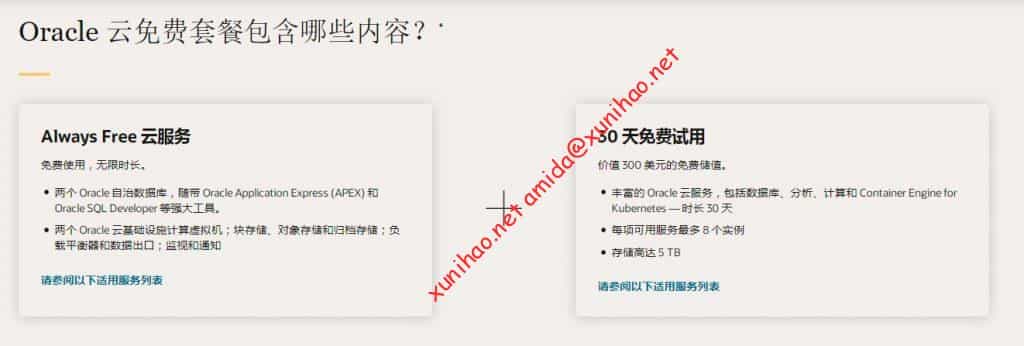 Oracle 云免费套餐包含哪些内容？*
Always Free 云服务
免费使用，无限时长。
• 两个 Oracle 自治数据库，随带 Oracle Application Express (APEX) 和
Oracle SQL Developer 等强大工具。
• 两个 Oracle 云基础设施计算虚拟机；块存储、对象存储和归档存储；负
载平衡器和数据出口；监视和通知
请参阅以下适用服务列表
+
30 天免费试用
价值 300 美元的免费储值。
• 丰富的 Oracle 云服务，包括数据库、分析、计算和 Container Engine for
Kubernetes — 时长 30 天
• 每项可用服务最多 8 个实例
• 存储高达 5 TB
请参阅以下适用服务列表
xunihao.net amida@xunihao.net